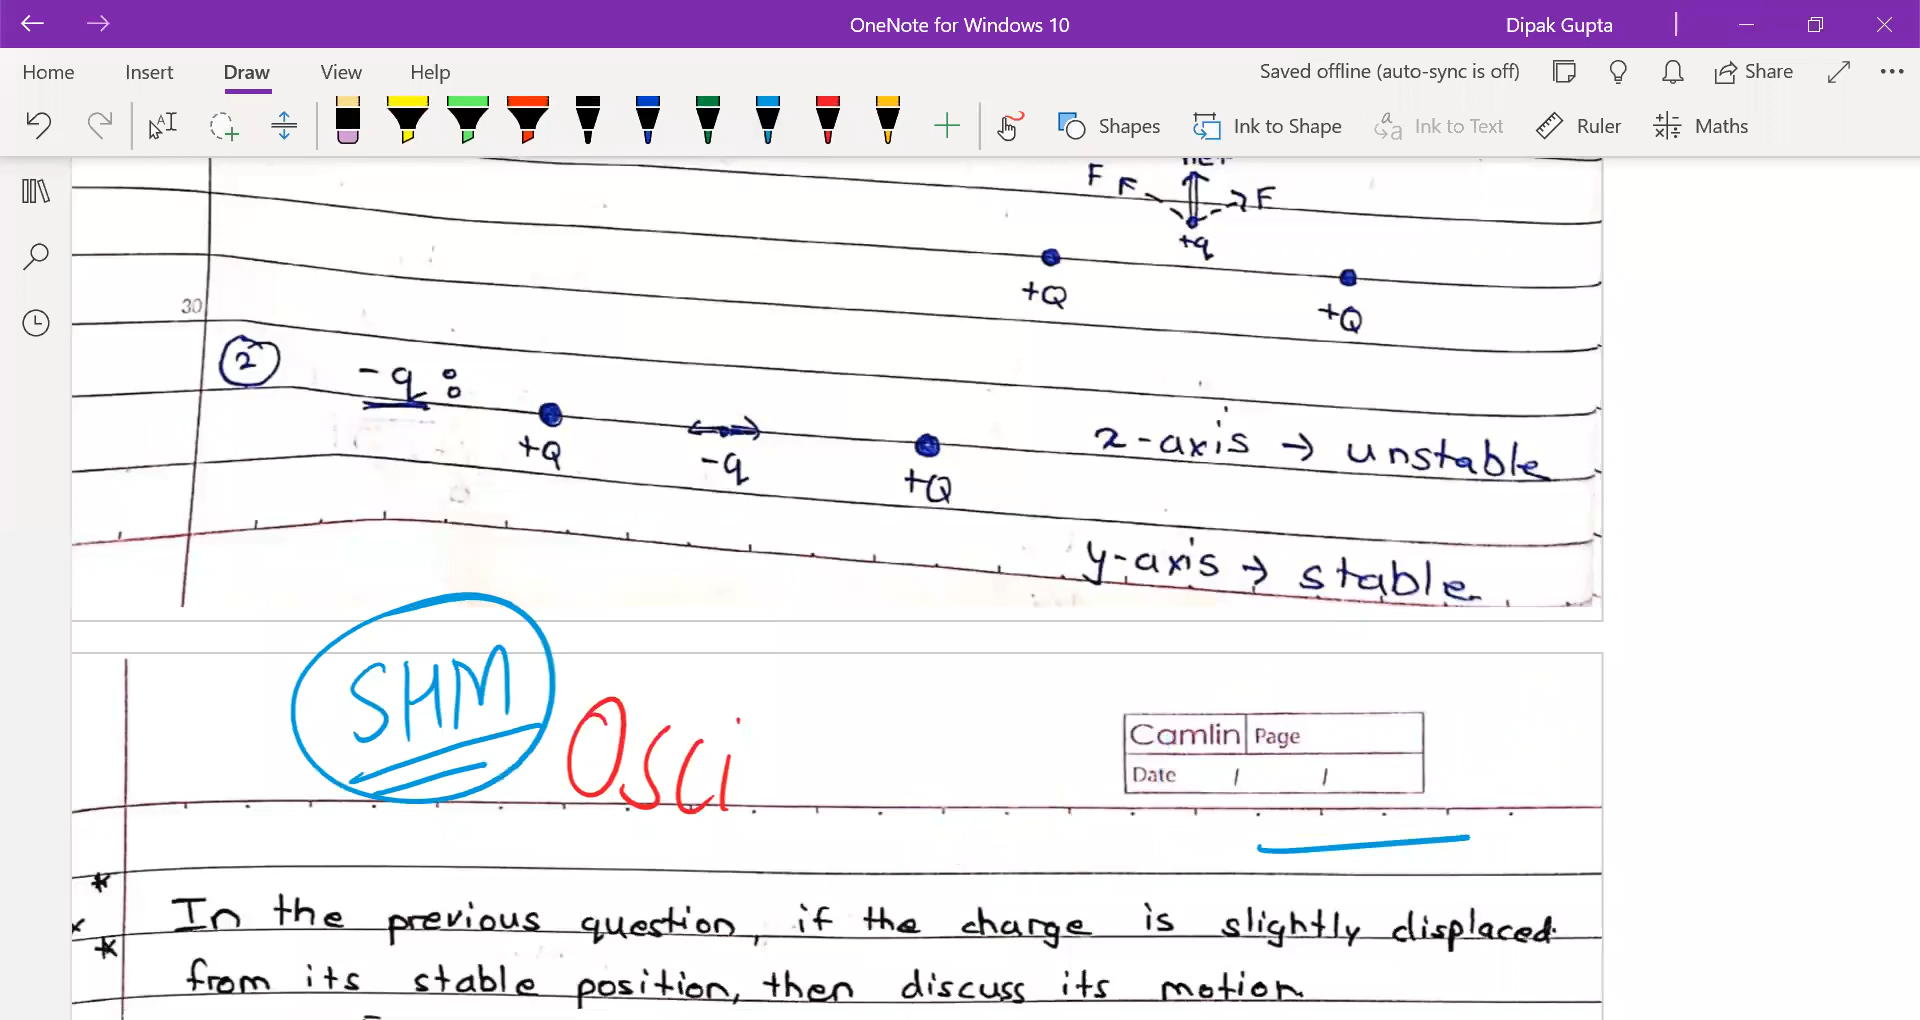 OneNote for Windows 10
Dipak Gupta
Home Insert Draw View Help
Saved offline (auto-sync is off) Share
Shapes Ink to Shape Ink to Text Ruler Maths
F F
+q
+Q
+Q
30
2 -q :
+Q
-q
+Q
x-axis → unstable
y-axis → stable
SHM
Osci
Camlin Page
Date / /
* In the previous question, if the charge is slightly displaced
* from its stable position, then discuss its motion.